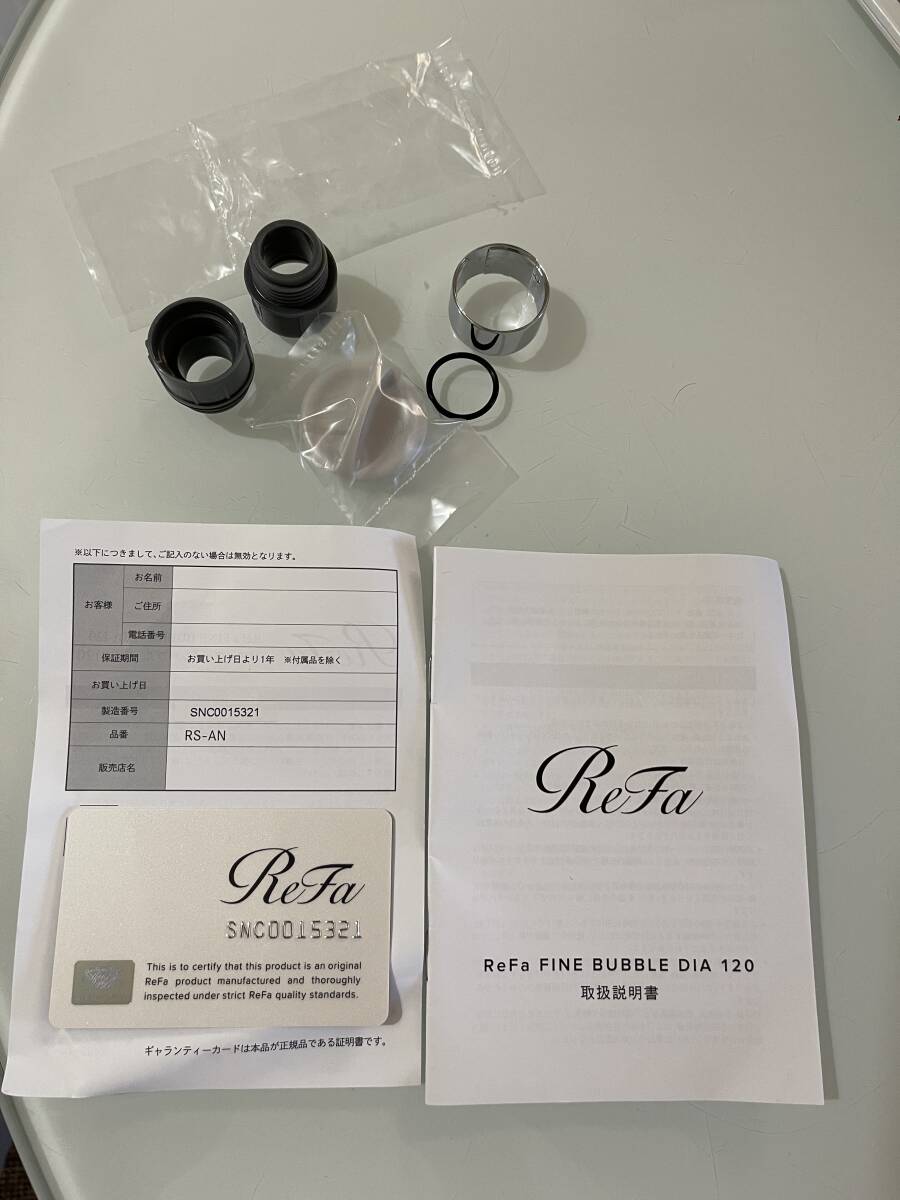 ※以下につきまして、ご記入のない場合は無効となります。
お客様
お名前
ご住所
電話番号
保証期間 お買い上げ日より1年 ※付属品を除く
お買い上げ日
製造番号 SNC0015321
品番 RS-AN
販売店名
ReFa
SNC0015321
This is to certify that this product is an original
ReFa product manufactured and thoroughly
inspected under strict ReFa quality standards.
ギャランティーカードは本品が正規品である証明書です。
ReFa
ReFa FINE BUBBLE DIA 120
取扱説明書